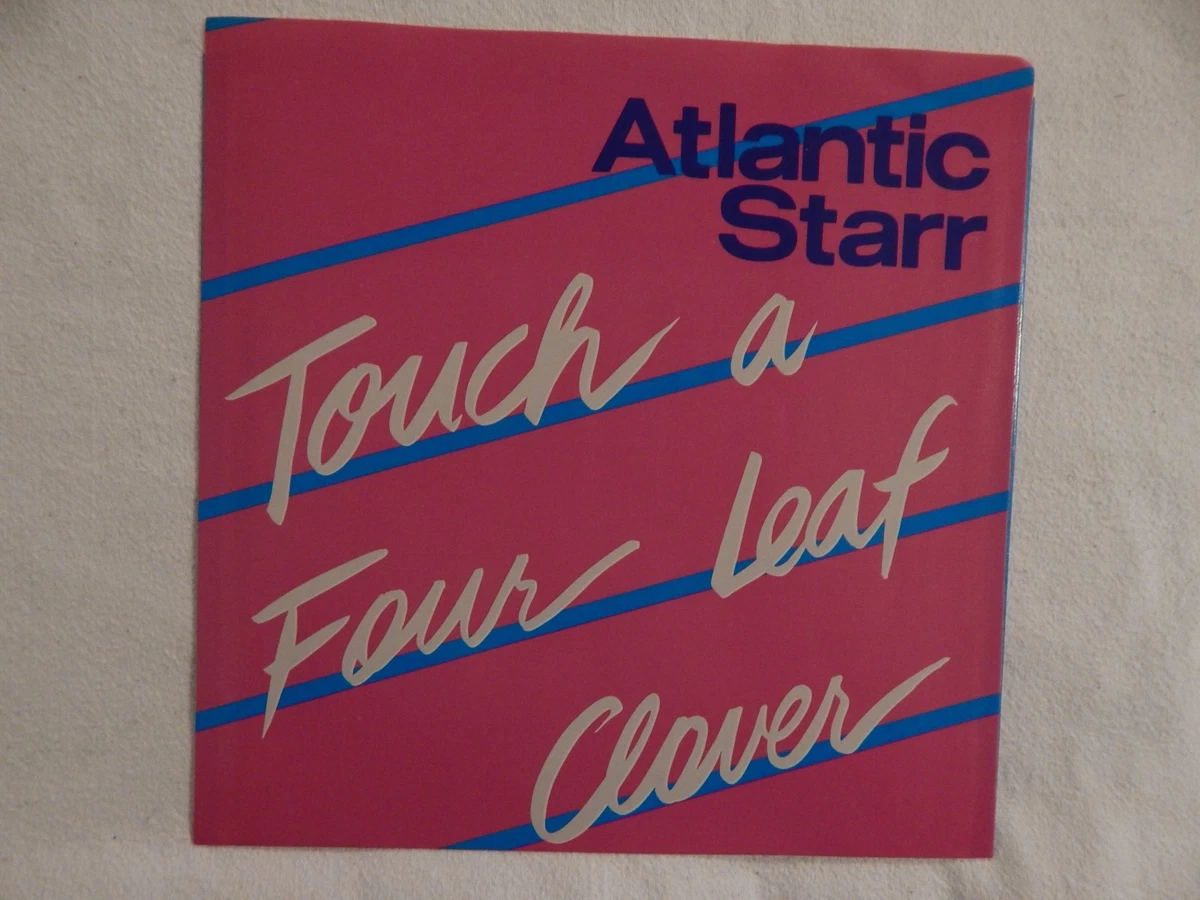 Atlantic
Starr
Touch a
Four Leaf
Clover